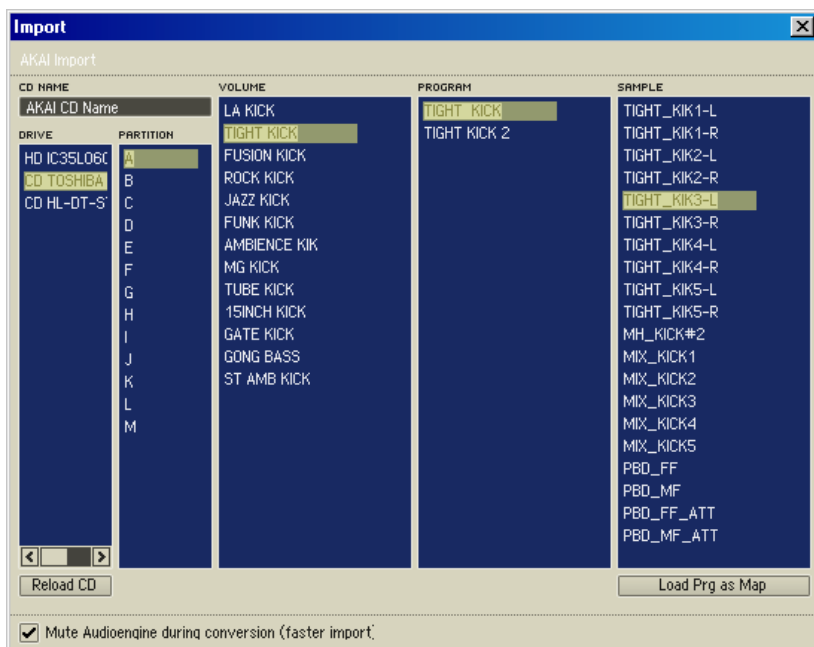 Import
AKAI Import
CD NAME
AKAI CD Name
DRIVE
HD IC35L06
CD TOSHIBA
CD HL-DT-S
PARTITION
A
B
C
D
E
F
G
H
I
J
K
L
M
VOLUME
LA KICK
TIGHT KICK
FUSION KICK
ROCK KICK
JAZZ KICK
FUNK KICK
AMBIENCE KIK
MG KICK
TUBE KICK
15INCH KICK
GATE KICK
GONG BASS
ST AMB KICK
PROGRAM
TIGHT KICK
TIGHT KICK 2
SAMPLE
TIGHT_KIK1-L
TIGHT_KIK1-R
TIGHT_KIK2-L
TIGHT_KIK2-R
TIGHT_KIK3-L
TIGHT_KIK3-R
TIGHT_KIK4-L
TIGHT_KIK4-R
TIGHT_KIK5-L
TIGHT_KIK5-R
MH_KICK#2
MIX_KICK1
MIX_KICK2
MIX_KICK3
MIX_KICK4
MIX_KICK5
PBD_FF
PBD_MF
PBD_FF_ATT
PBD_MF_ATT
Reload CD
Load Prg as Map
Mute Audioengine during conversion (faster import)